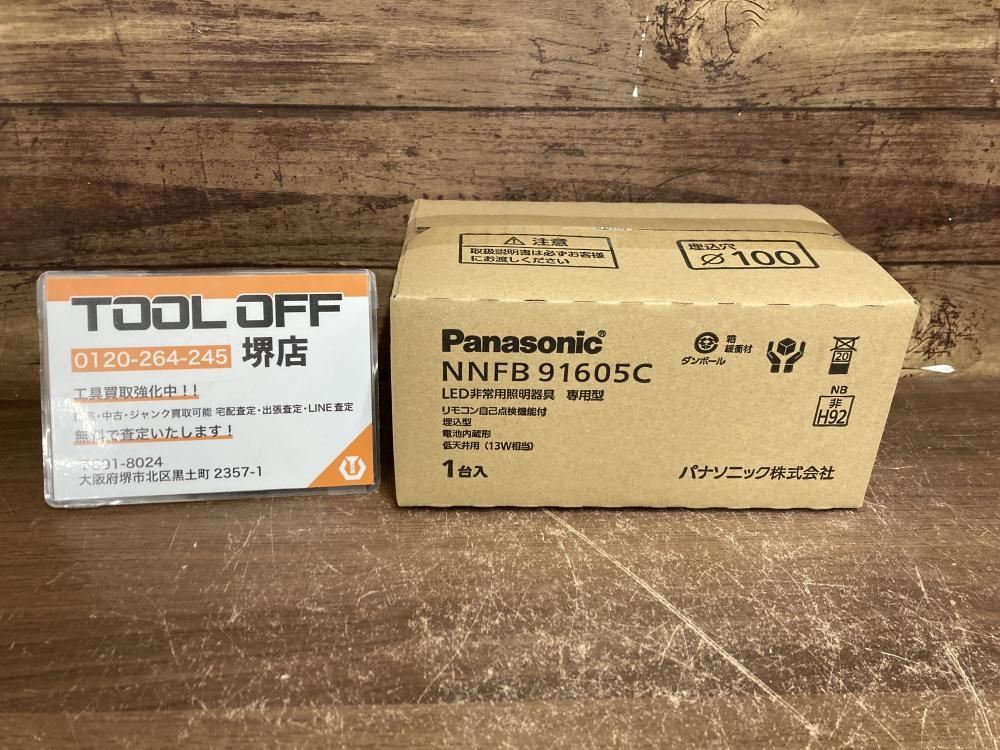 TOOL OFF
0120-264-245 堺店
工具買取強化中!!
・中古・ジャンク買取可能 宅配査定・出張査定・LINE査定
無料で査定いたします!
〒591-8024
大阪府堺市北区黒土町 2357-1
⚠ 注意
取扱説明書は必ずお客様
にお渡しください
埋込穴
φ100
Panasonic®
NNFB 91605C
LED非常用照明器具 専用型
リモコン自己点検機能付
埋込型
電池内蔵形
低天井用(13W相当)
1台入
ダンボール
箱
緩衝材
20
NB
非
H92
パナソニック株式会社